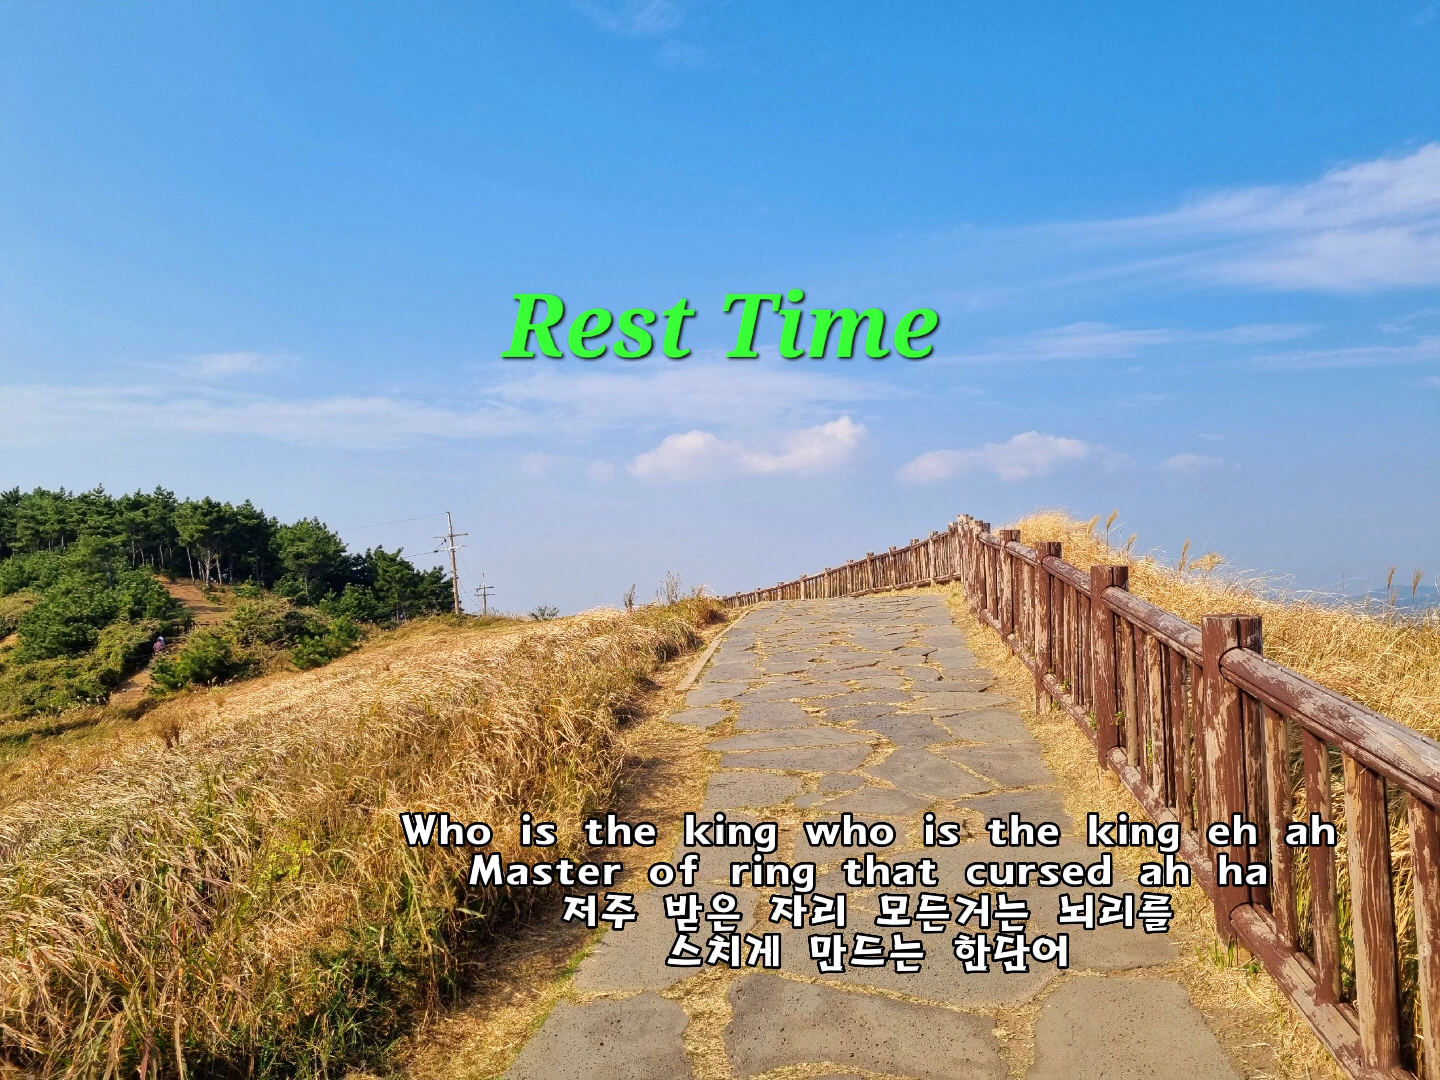 Rest Time
Who is the king who is the king eh ah
Master of ring that cursed ah ha
저주 받은 자리 모든거는 뇌리를
스치게 만드는 한단어